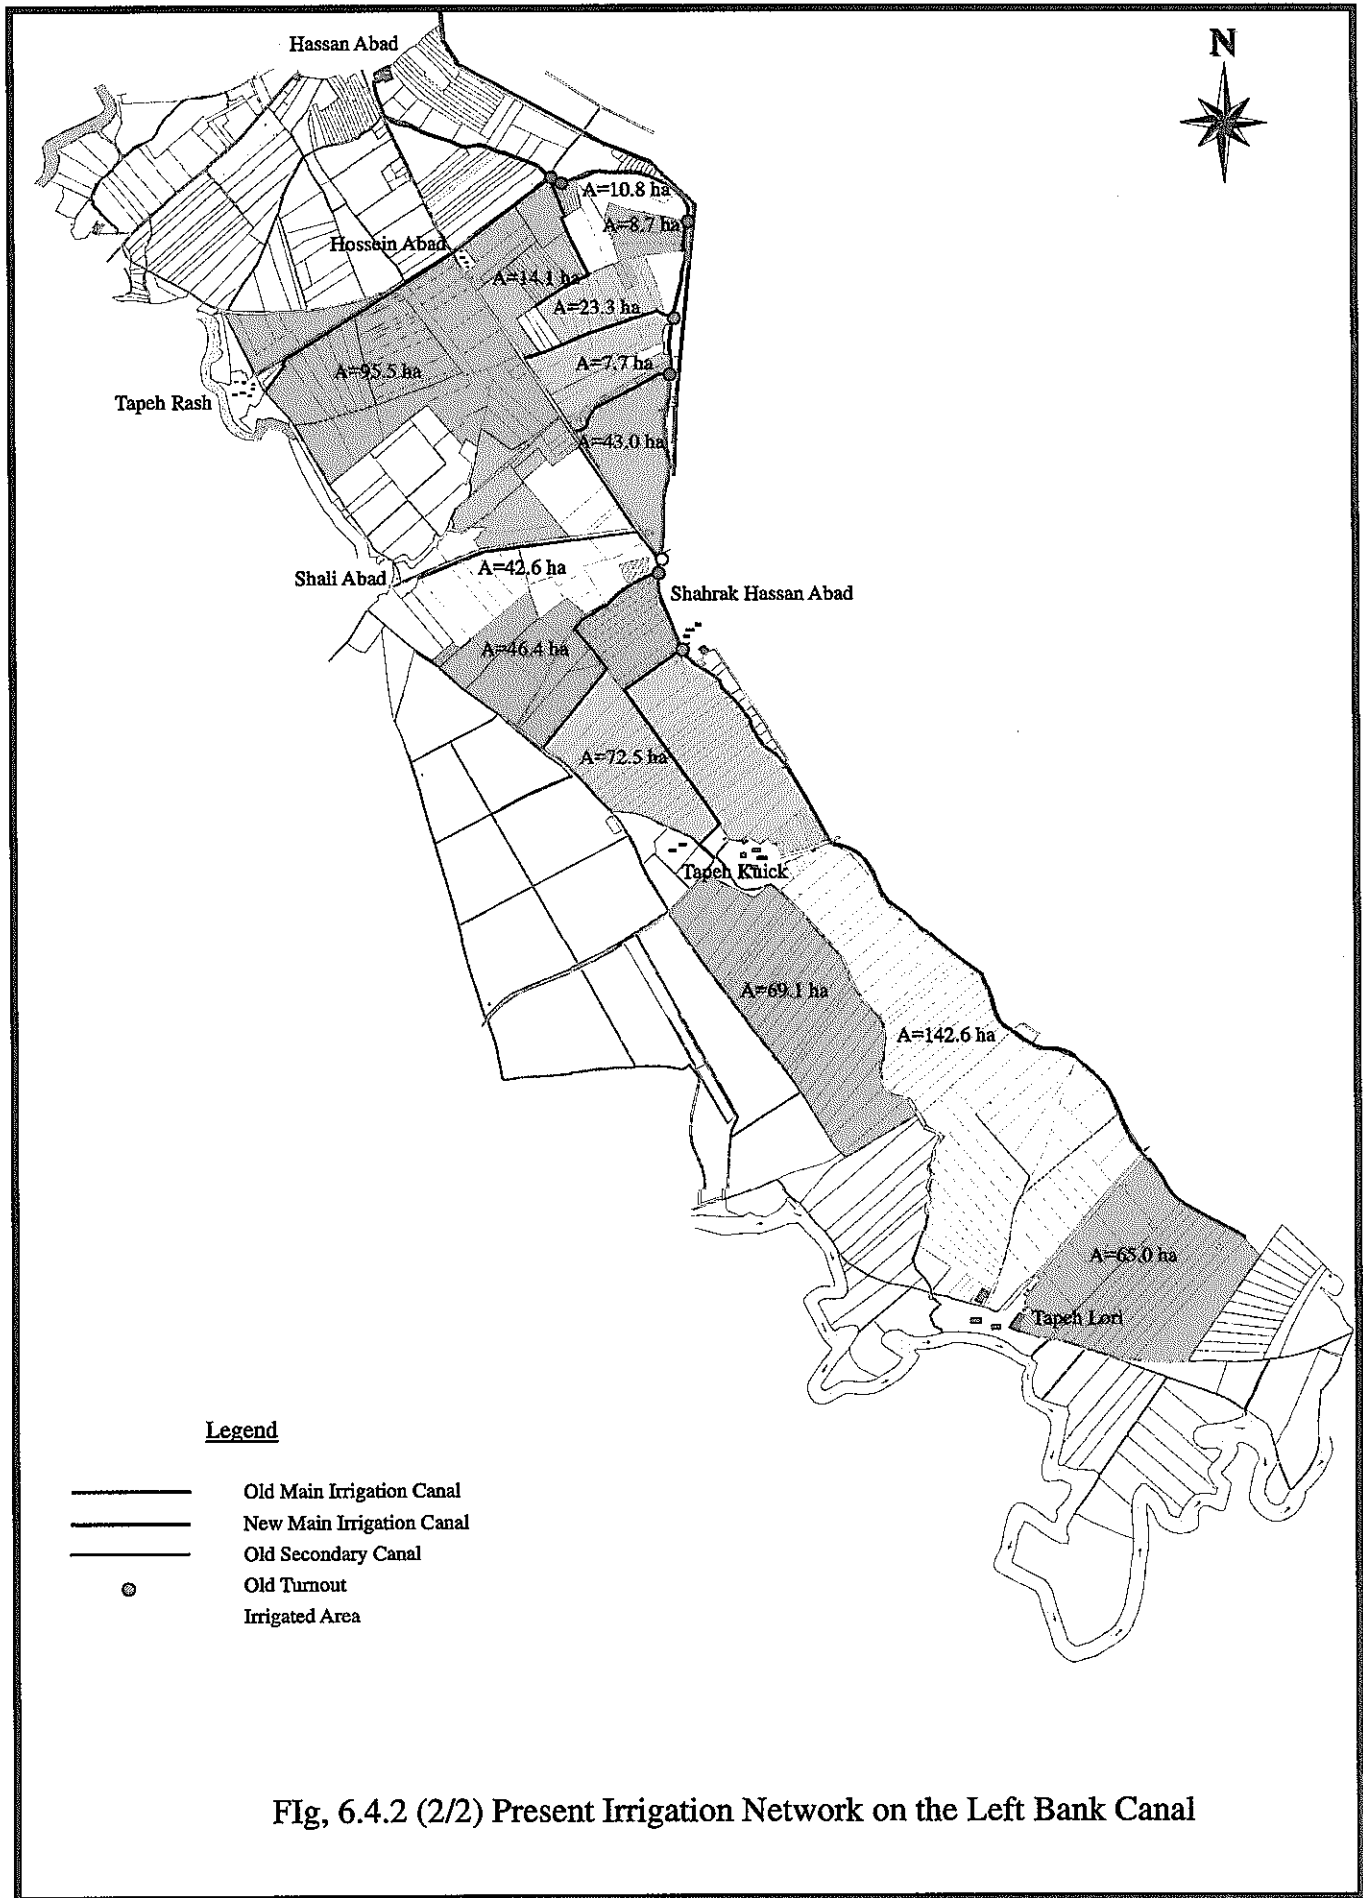 Hassan Abad
N
A=10.8 ha
A=8.7 ha
Hossein Abad
A=14.1 ha
A=23.3 ha
A=7.7 ha
A=95.5 ha
Tapeh Rash
A=43.0 ha
A=42.6 ha
Shali Abad
Shahrak Hassan Abad
A=46.4 ha
A=72.5 ha
Tapeh Kuick
A=69.1 ha
A=142.6 ha
A=65.0 ha
Tapeh Lori
Legend
Old Main Irrigation Canal
New Main Irrigation Canal
Old Secondary Canal
Old Turnout
Irrigated Area
FIg, 6.4.2 (2/2) Present Irrigation Network on the Left Bank Canal